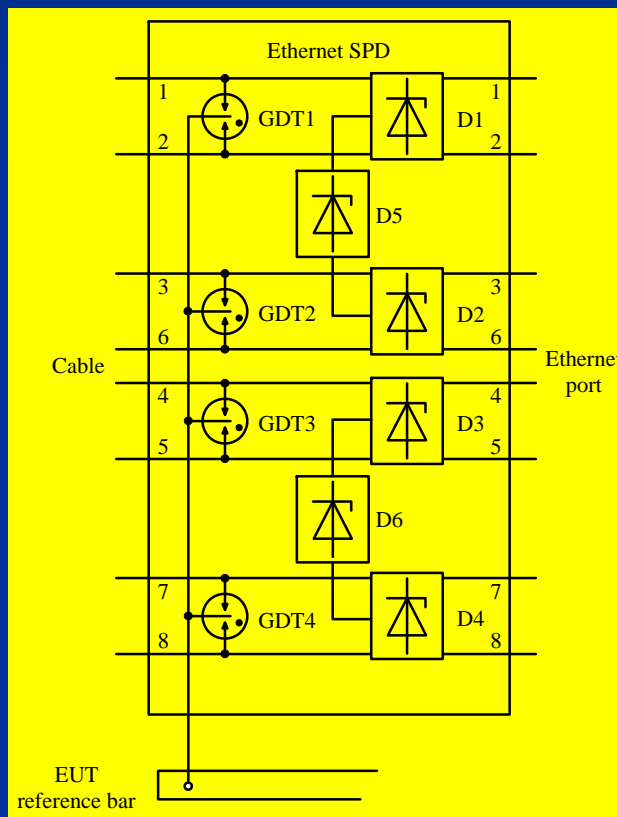 Ethernet SPD
1 1
GDT1 D1
2 2
D5
3 3
GDT2 D2
6 6
Cable Ethernet
port
4 4
GDT3 D3
5 5
D6
7 7
GDT4 D4
8 8
EUT
reference bar